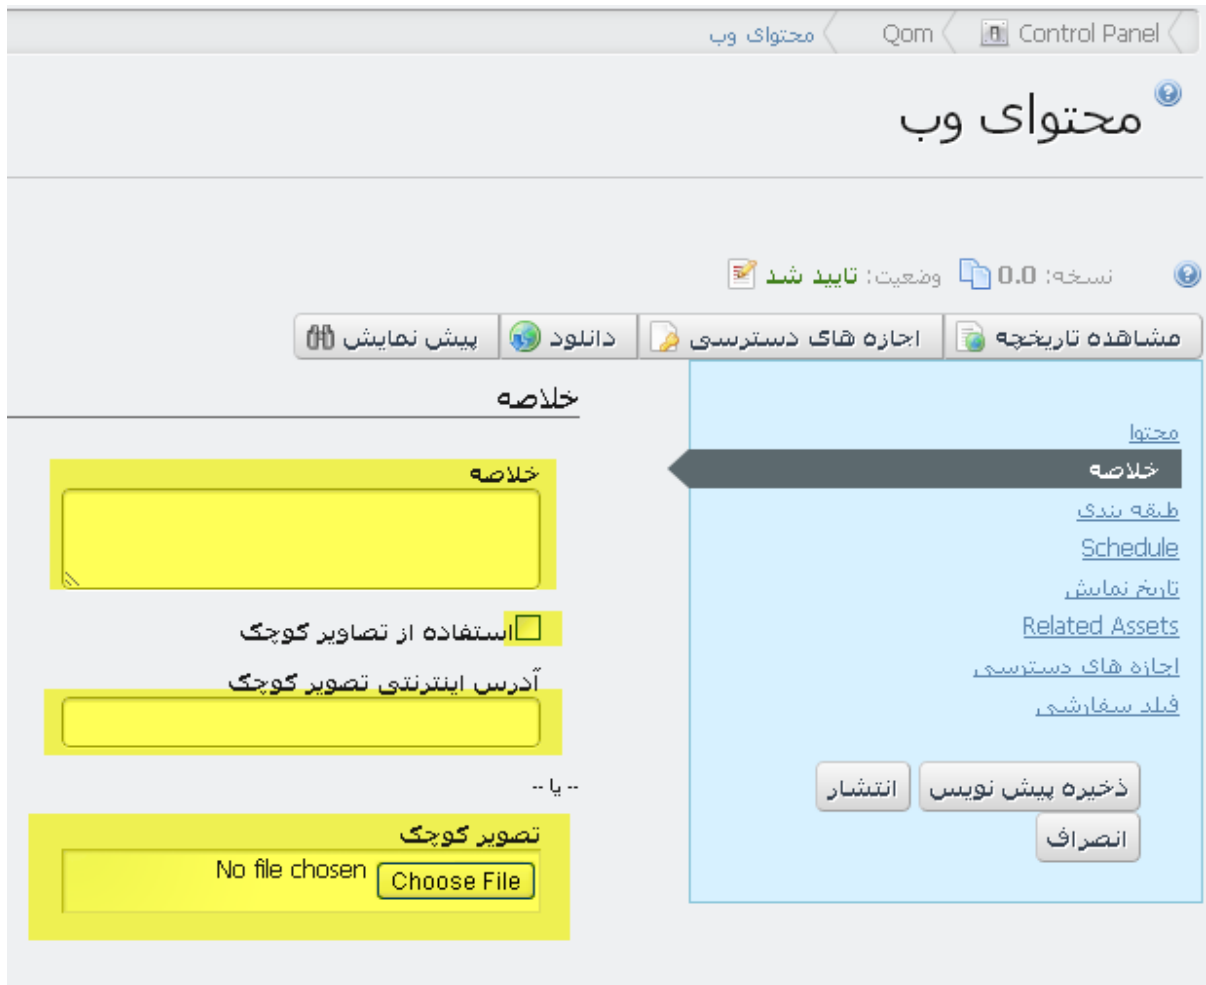 Control Panel Qom محتوای وب
محتوای وب
نسخه: 0.0 وضعیت: تایید شد
مشاهده تاریخچه اجازه های دسترسی دانلود پیش نمایش
محتوا
خلاصه
طبقه بندی
Schedule
تاریخ نمایش
Related Assets
اجازه های دسترسی
فیلد سفارشی
ذخیره پیش نویس انتشار
انصراف
خلاصه
خلاصه
استفاده از تصاویر کوچک
آدرس اینترنتی تصویر کوچک
-- یا --
تصویر کوچک
Choose File No file chosen